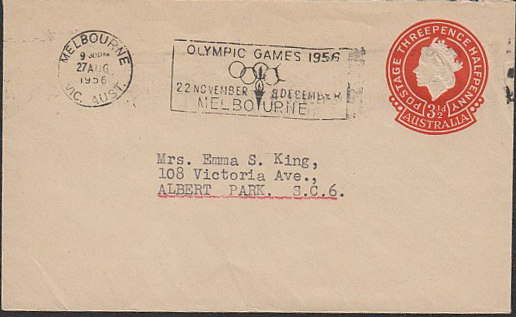 MELBOURNE
9 30PM
27 AUG
1956
VIC. AUST.
OLYMPIC GAMES 1956
22 NOVEMBER 8 DECEMBER
MELBOURNE
POSTAGE THREEPENCE HALFPENNY
3½d
AUSTRALIA
Mrs. Emma S. King,
108 Victoria Ave.,
ALBERT PARK. S.C.6.